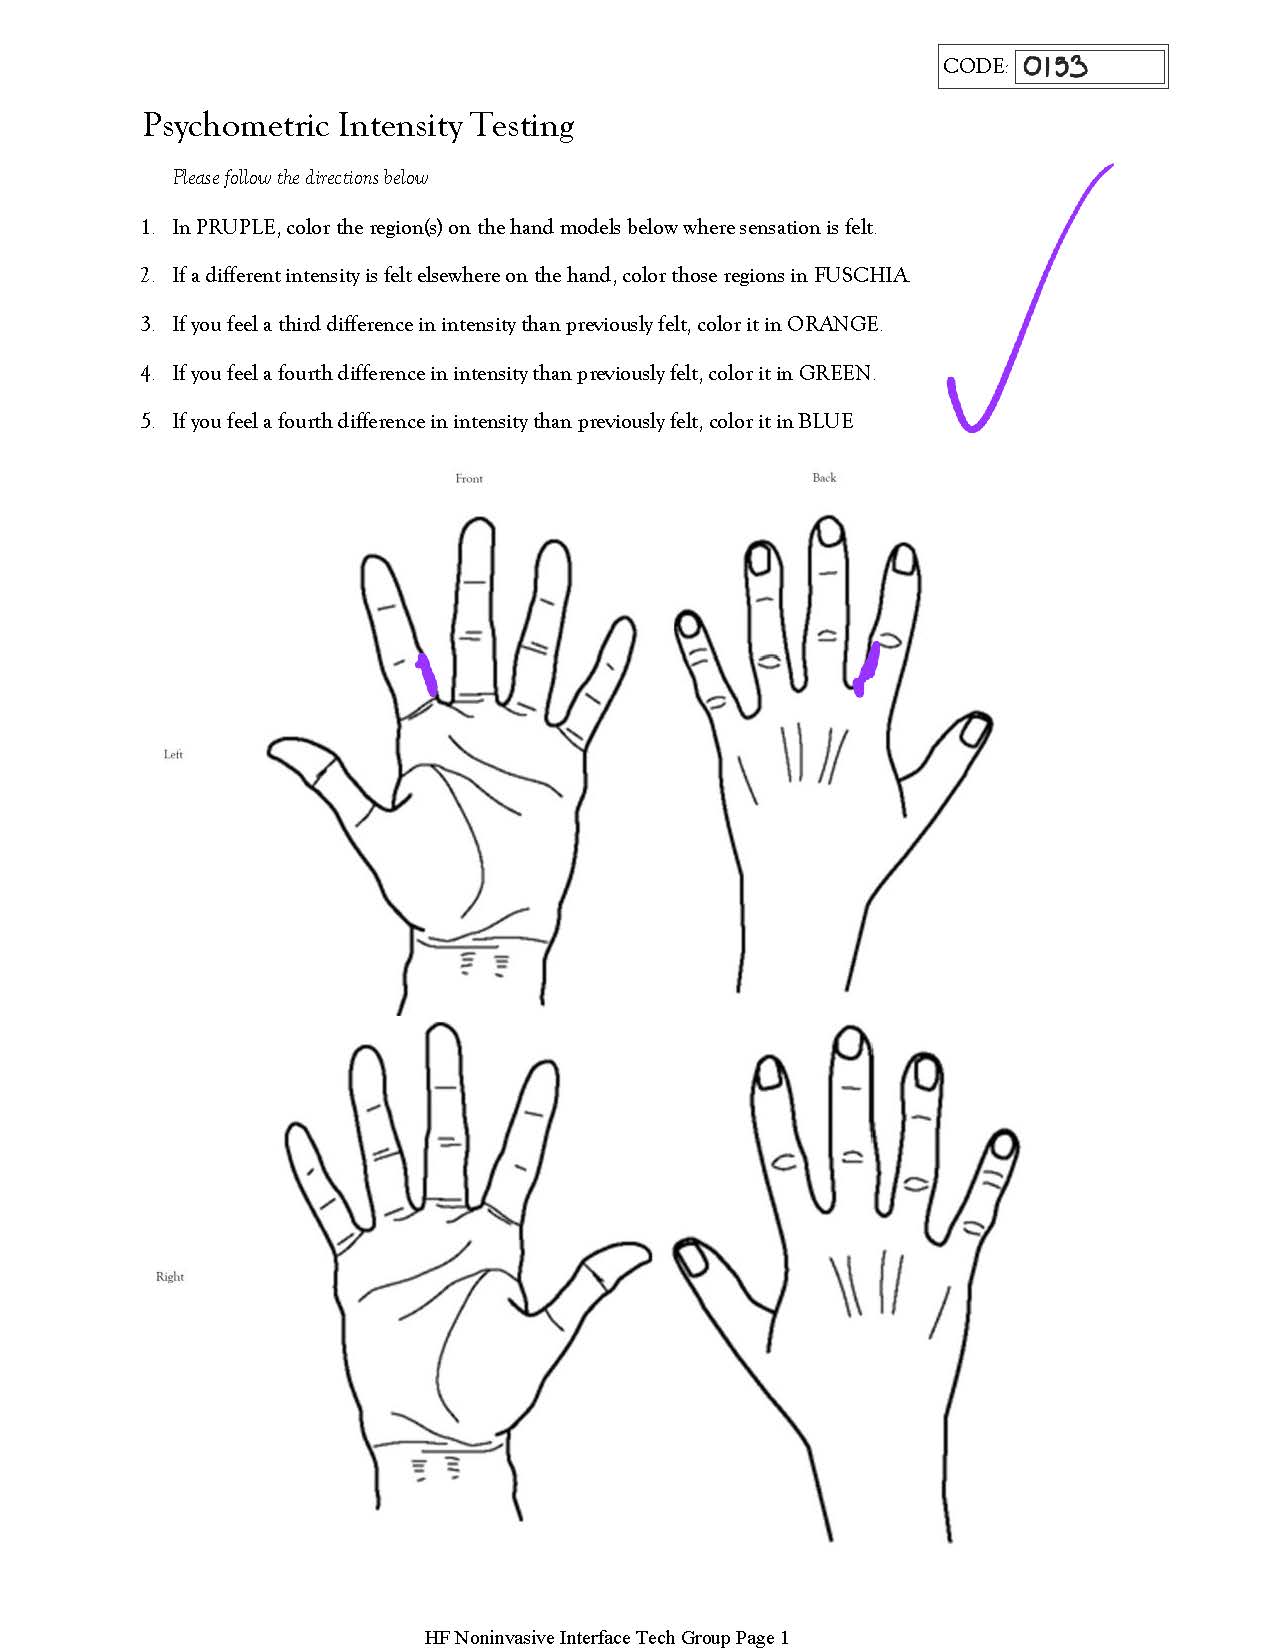 CODE: 0153
Psychometric Intensity Testing
Please follow the directions below
1. In PRUPLE, color the region(s) on the hand models below where sensation is felt.
2. If a different intensity is felt elsewhere on the hand, color those regions in FUSCHIA.
3. If you feel a third difference in intensity than previously felt, color it in ORANGE.
4. If you feel a fourth difference in intensity than previously felt, color it in GREEN.
5. If you feel a fourth difference in intensity than previously felt, color it in BLUE
Front
Back
Left
Right
HF Noninvasive Interface Tech Group Page 1